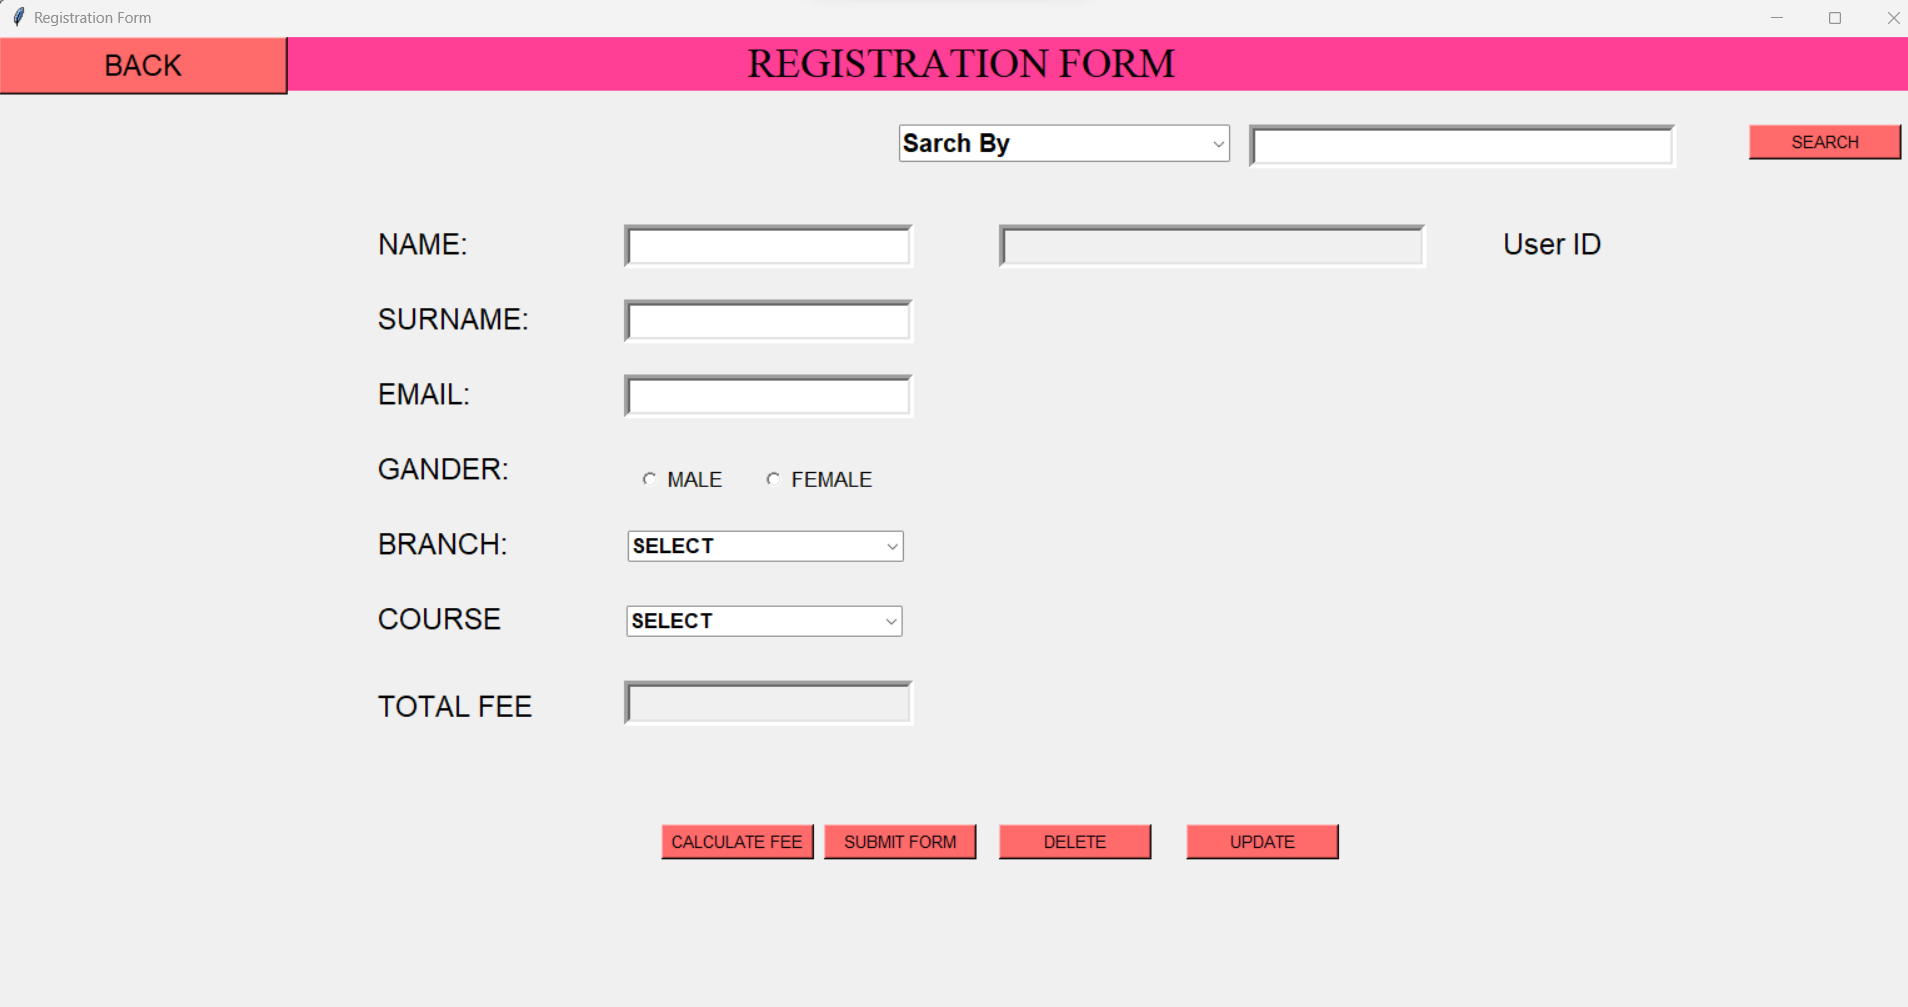 Registration Form
BACK
REGISTRATION FORM
Sarch By
SEARCH
NAME:
User ID
SURNAME:
EMAIL:
GANDER:
MALE
FEMALE
BRANCH:
SELECT
COURSE
SELECT
TOTAL FEE
CALCULATE FEE
SUBMIT FORM
DELETE
UPDATE